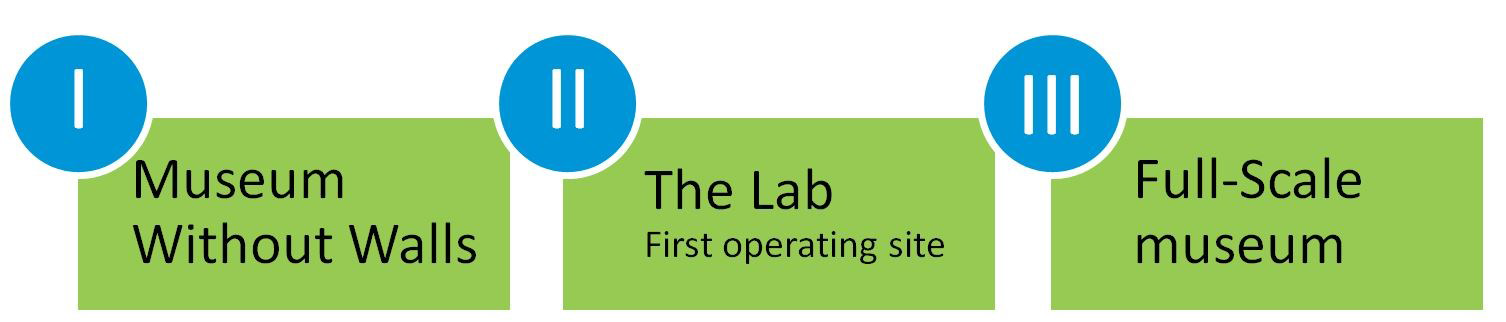 I
Museum
Without Walls
II
The Lab
First operating site
III
Full-Scale
museum